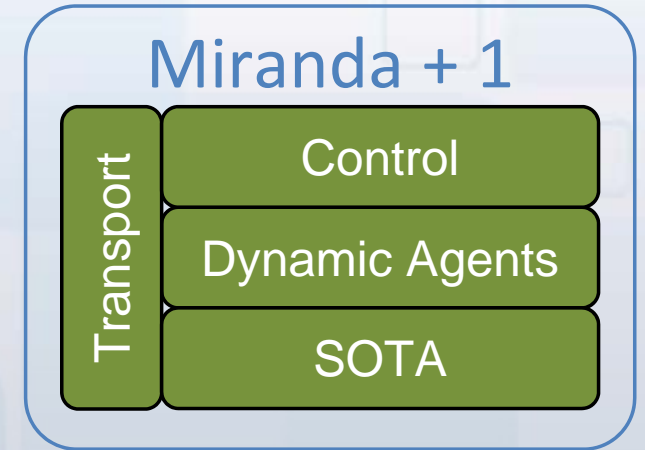 Miranda + 1
Transport
Control
Dynamic Agents
SOTA